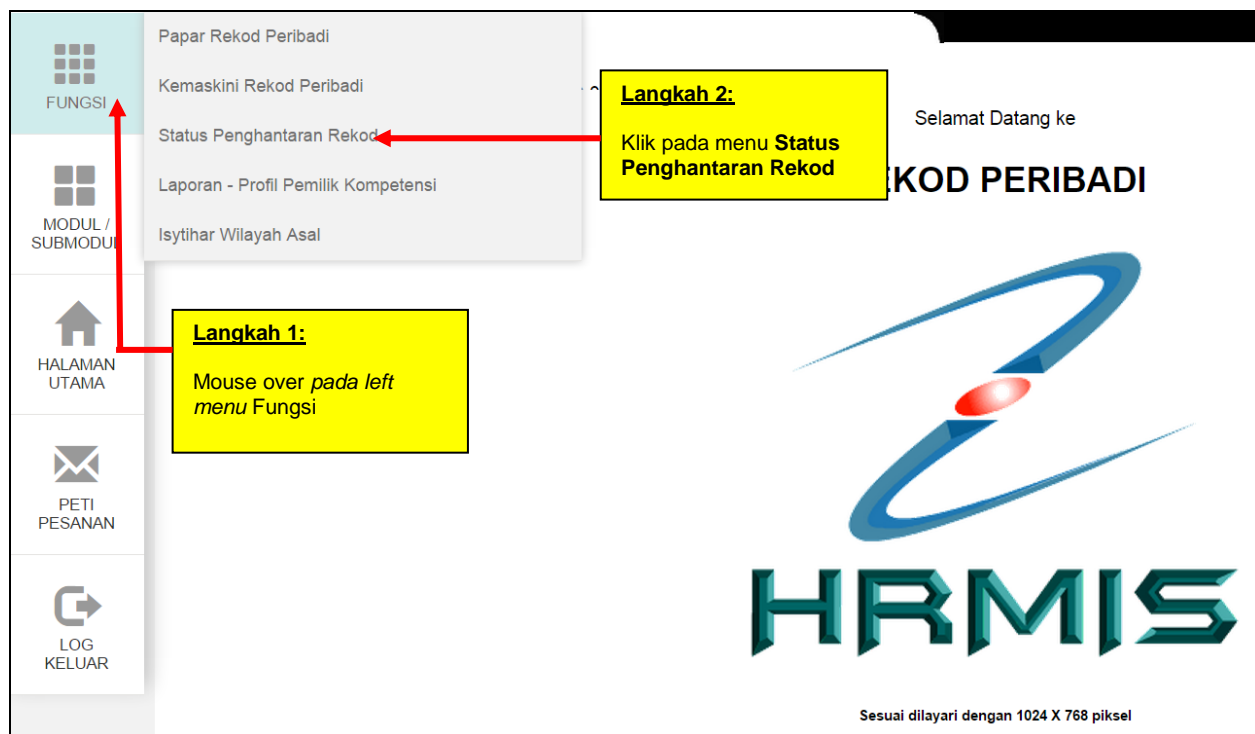 FUNGSI
Papar Rekod Peribadi
Kemaskini Rekod Peribadi
Status Penghantaran Rekod
Laporan - Profil Pemilik Kompetensi
Isytihar Wilayah Asal
Langkah 2:
Klik pada menu Status
Penghantaran Rekod
Selamat Datang ke
EKOD PERIBADI
MODUL /
SUBMODUL
Langkah 1:
Mouse over pada left
menu Fungsi
HALAMAN
UTAMA
PETI
PESANAN
LOG
KELUAR
HRMIS
Sesuai dilayari dengan 1024 X 768 piksel